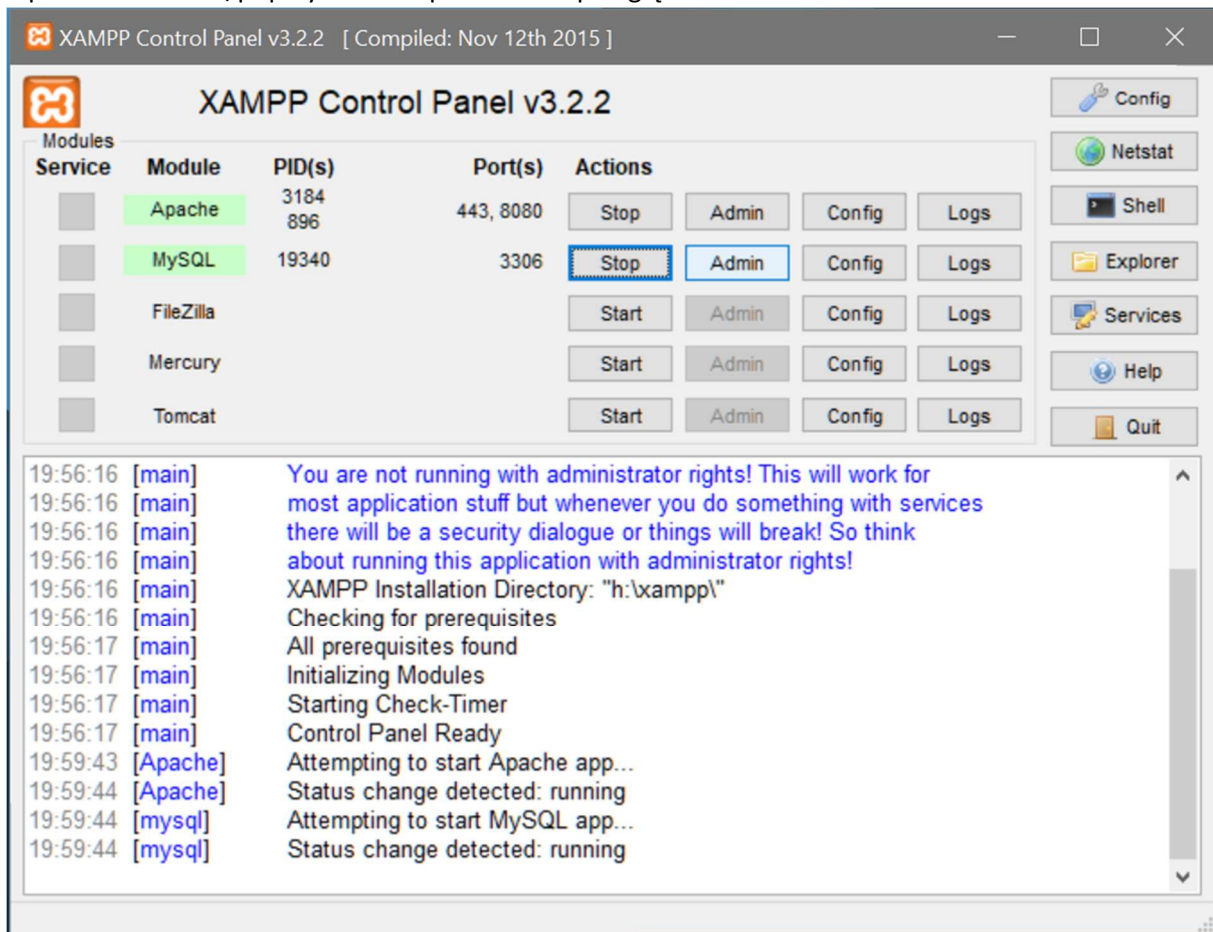 XAMPP Control Panel v3.2.2 [ Compiled: Nov 12th 2015 ]
XAMPP Control Panel v3.2.2
Config
Modules
Netstat
Service Module PID(s) Port(s) Actions
Apache 3184 896 443, 8080 Stop Admin Config Logs
Shell
MySQL 19340 3306 Stop Admin Config Logs
Explorer
FileZilla Start Admin Config Logs
Services
Mercury Start Admin Config Logs
Help
Tomcat Start Admin Config Logs
Quit
19:56:16 [main] You are not running with administrator rights! This will work for
19:56:16 [main] most application stuff but whenever you do something with services
19:56:16 [main] there will be a security dialogue or things will break! So think
19:56:16 [main] about running this application with administrator rights!
19:56:16 [main] XAMPP Installation Directory: "h:\xampp\"
19:56:16 [main] Checking for prerequisites
19:56:17 [main] All prerequisites found
19:56:17 [main] Initializing Modules
19:56:17 [main] Starting Check-Timer
19:56:17 [main] Control Panel Ready
19:59:43 [Apache] Attempting to start Apache app...
19:59:44 [Apache] Status change detected: running
19:59:44 [mysql] Attempting to start MySQL app...
19:59:44 [mysql] Status change detected: running